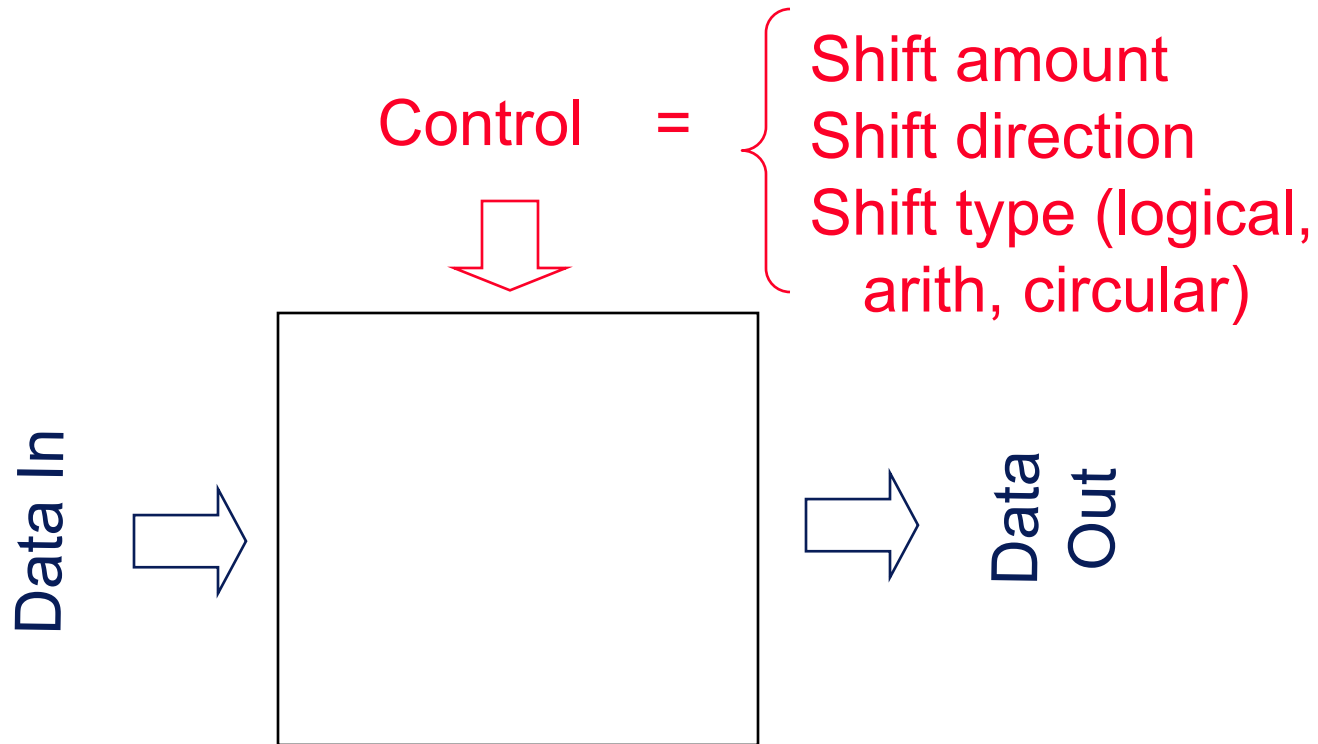 Control =
Shift amount
Shift direction
Shift type (logical,
arith, circular)
Data In
Data
Out